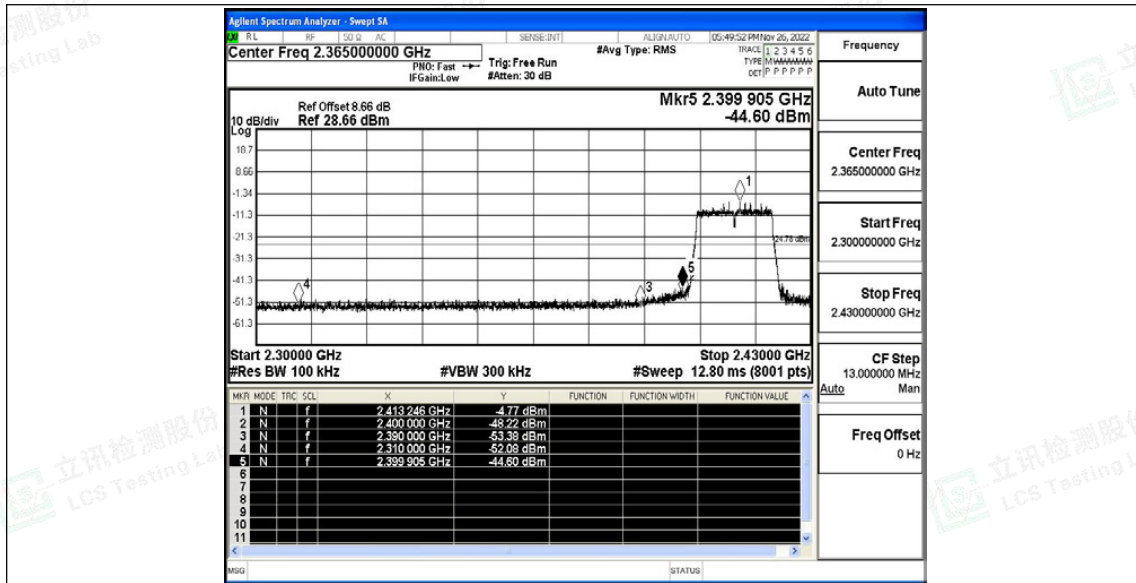 Agilent Spectrum Analyzer - Swept SA
RL RF 50 Ω AC SENSE:INT ALIGN AUTO 05:49:52 PM Nov 26, 2022
Center Freq 2.365000000 GHz
#Avg Type: RMS
TRACE 1 2 3 4 5 6
PNO: Fast
Trig: Free Run
TYPE M
IFGain:Low
#Atten: 30 dB
DET P P P P P P
Ref Offset 8.66 dB
Mkr5 2.399 905 GHz
10 dB/div Ref 28.66 dBm
-44.60 dBm
Log
18.7
8.66
-1.34
-11.3
-21.3
-31.3
-41.3
-51.3
-61.3
1
-24.78 dBm
5
3
4
Start 2.30000 GHz Stop 2.43000 GHz
#Res BW 100 kHz #VBW 300 kHz #Sweep 12.80 ms (8001 pts)
MKR MODE TRC SCL X Y FUNCTION FUNCTION WIDTH FUNCTION VALUE
1 N f 2.413 246 GHz -4.77 dBm
2 N f 2.400 000 GHz -48.22 dBm
3 N f 2.390 000 GHz -53.38 dBm
4 N f 2.310 000 GHz -52.08 dBm
5 N f 2.399 905 GHz -44.60 dBm
6
7
8
9
10
11
MSG STATUS
Frequency
Auto Tune
Center Freq
2.365000000 GHz
Start Freq
2.300000000 GHz
Stop Freq
2.430000000 GHz
CF Step
13.000000 MHz
Auto Man
Freq Offset
0 Hz
立讯检测股份
LCS Testing Lab